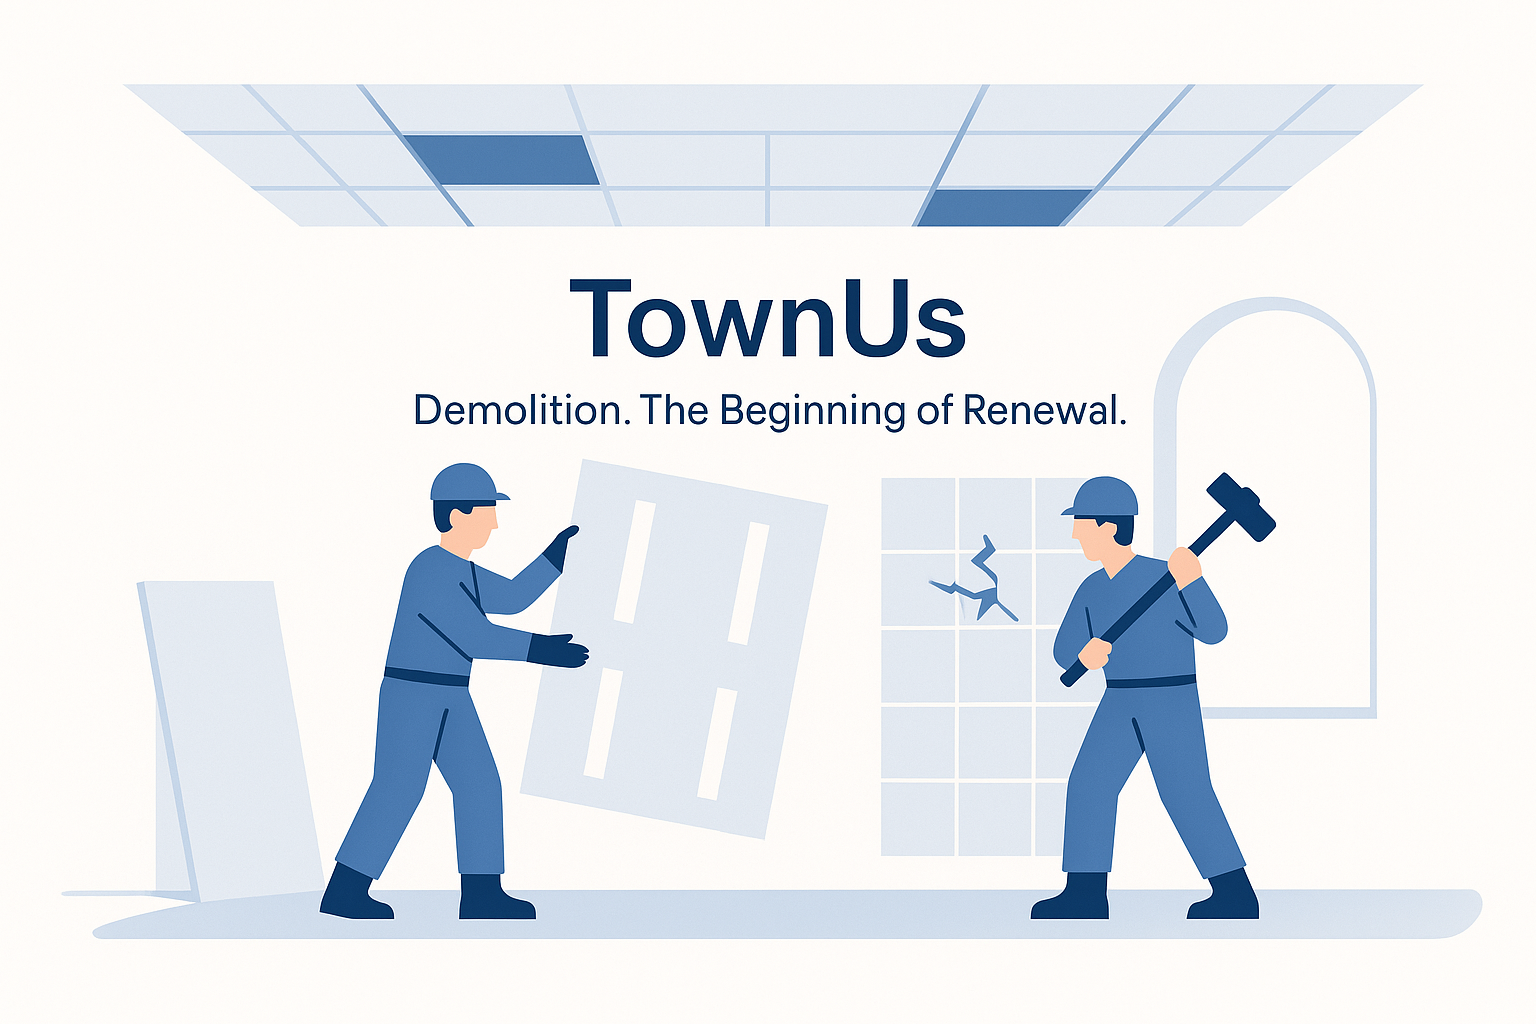 TownUs
Demolition. The Beginning of Renewal.